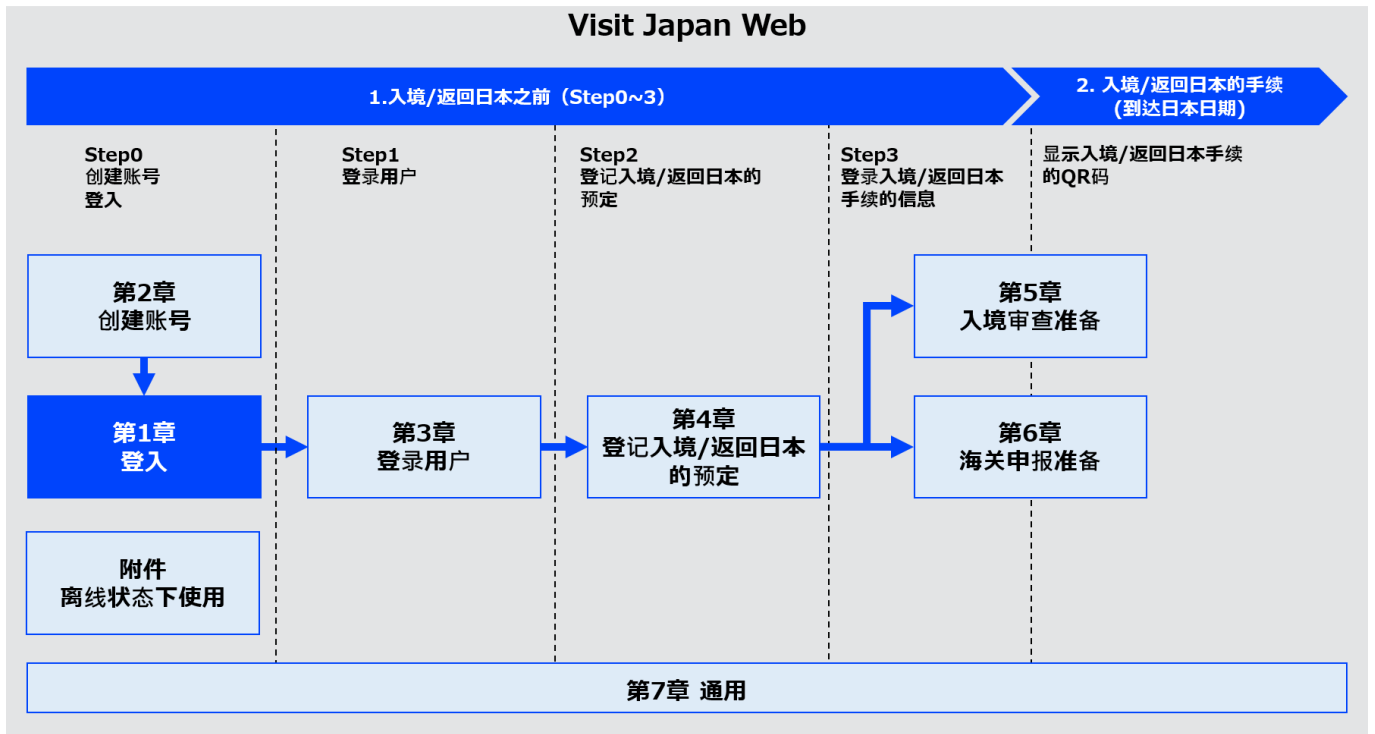 Visit Japan Web
1.入境/返回日本之前（Step0~3）
2. 入境/返回日本的手续
(到达日本日期)
Step0
创建账号
登入
Step1
登录用户
Step2
登记入境/返回日本的
预定
Step3
登录入境/返回日本
手续的信息
显示入境/返回日本手续
的QR码
第2章
创建账号
第5章
入境审查准备
第1章
登入
第3章
登录用户
第4章
登记入境/返回日本
的预定
第6章
海关申报准备
附件
离线状态下使用
第7章 通用